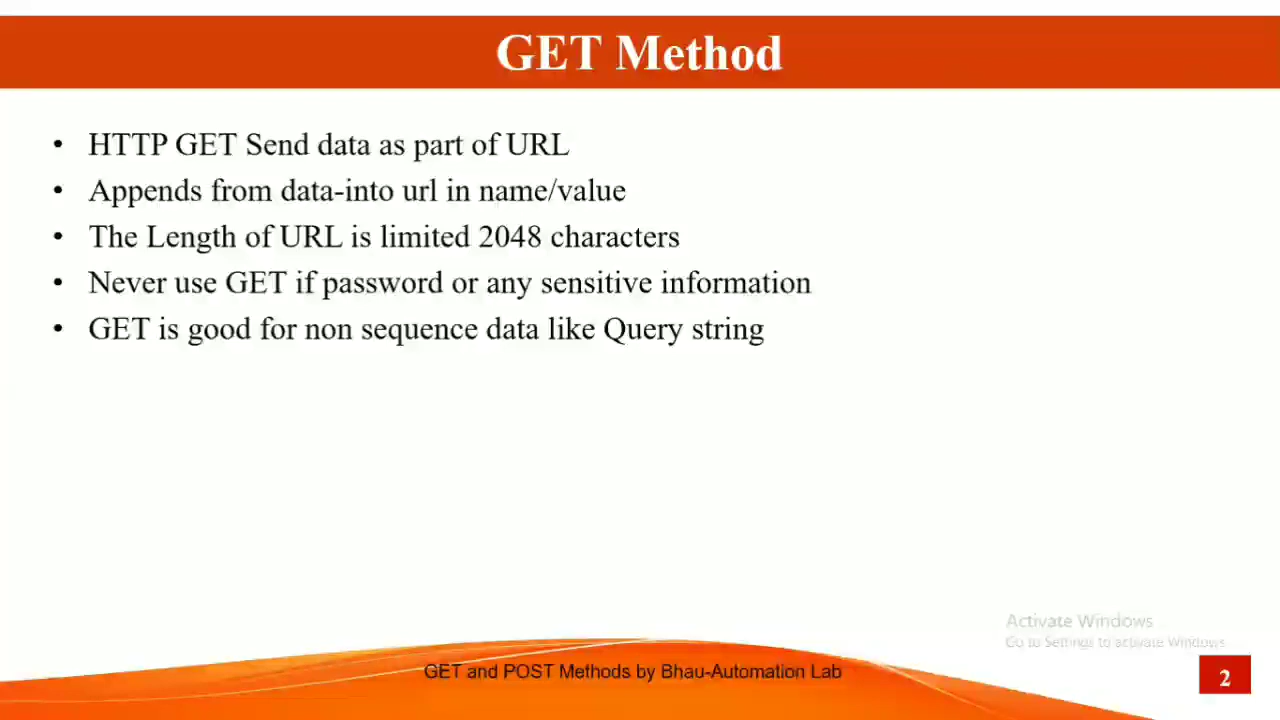 GET Method
• HTTP GET Send data as part of URL
• Appends from data-into url in name/value
• The Length of URL is limited 2048 characters
• Never use GET if password or any sensitive information
• GET is good for non sequence data like Query string
Activate Windows
Go to Settings to activate Windows.
GET and POST Methods by Bhau-Automation Lab
2